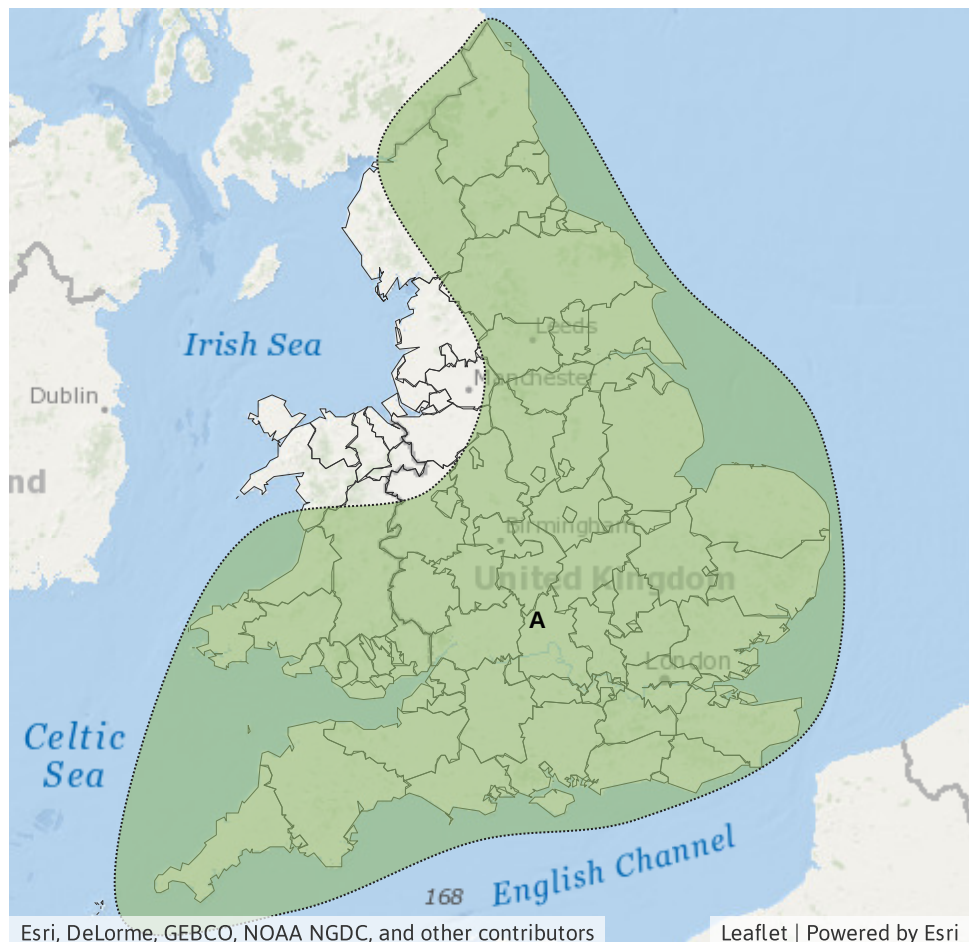 Leeds
Irish Sea
Manchester
Dublin
nd
Birmingham
United Kingdom
A
London
Celtic
Sea
English Channel
168
Esri, DeLorme, GEBCO, NOAA NGDC, and other contributors
Leaflet | Powered by Esri